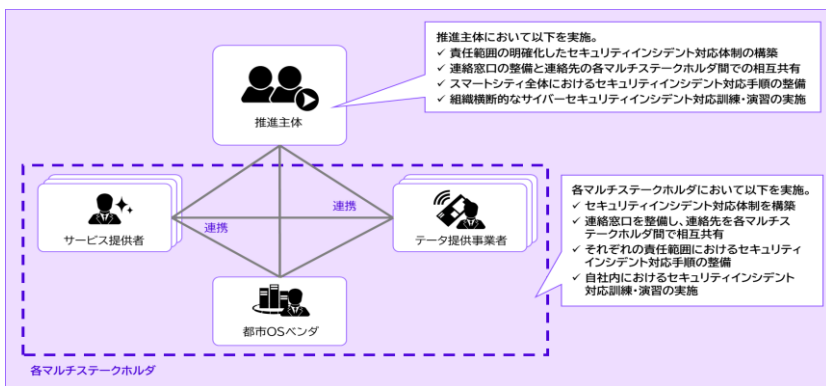 推進主体において以下を実施。
✓ 責任範囲の明確化したセキュリティインシデント対応体制の構築
✓ 連絡窓口の整備と連絡先の各マルチステークホルダ間での相互共有
✓ スマートシティ全体におけるセキュリティインシデント対応手順の整備
✓ 組織横断的なサイバーセキュリティインシデント対応訓練・演習の実施
推進主体
各マルチステークホルダにおいて以下を実施。
✓ セキュリティインシデント対応体制を構築
✓ 連絡窓口を整備し、連絡先を各マルチス
テークホルダ間で相互共有
✓ それぞれの責任範囲におけるセキュリティ
インシデント対応手順の整備
✓ 自社内におけるセキュリティインシデント
対応訓練・演習の実施
サービス提供者
連携
連携
データ提供事業者
都市OSベンダ
各マルチステークホルダ